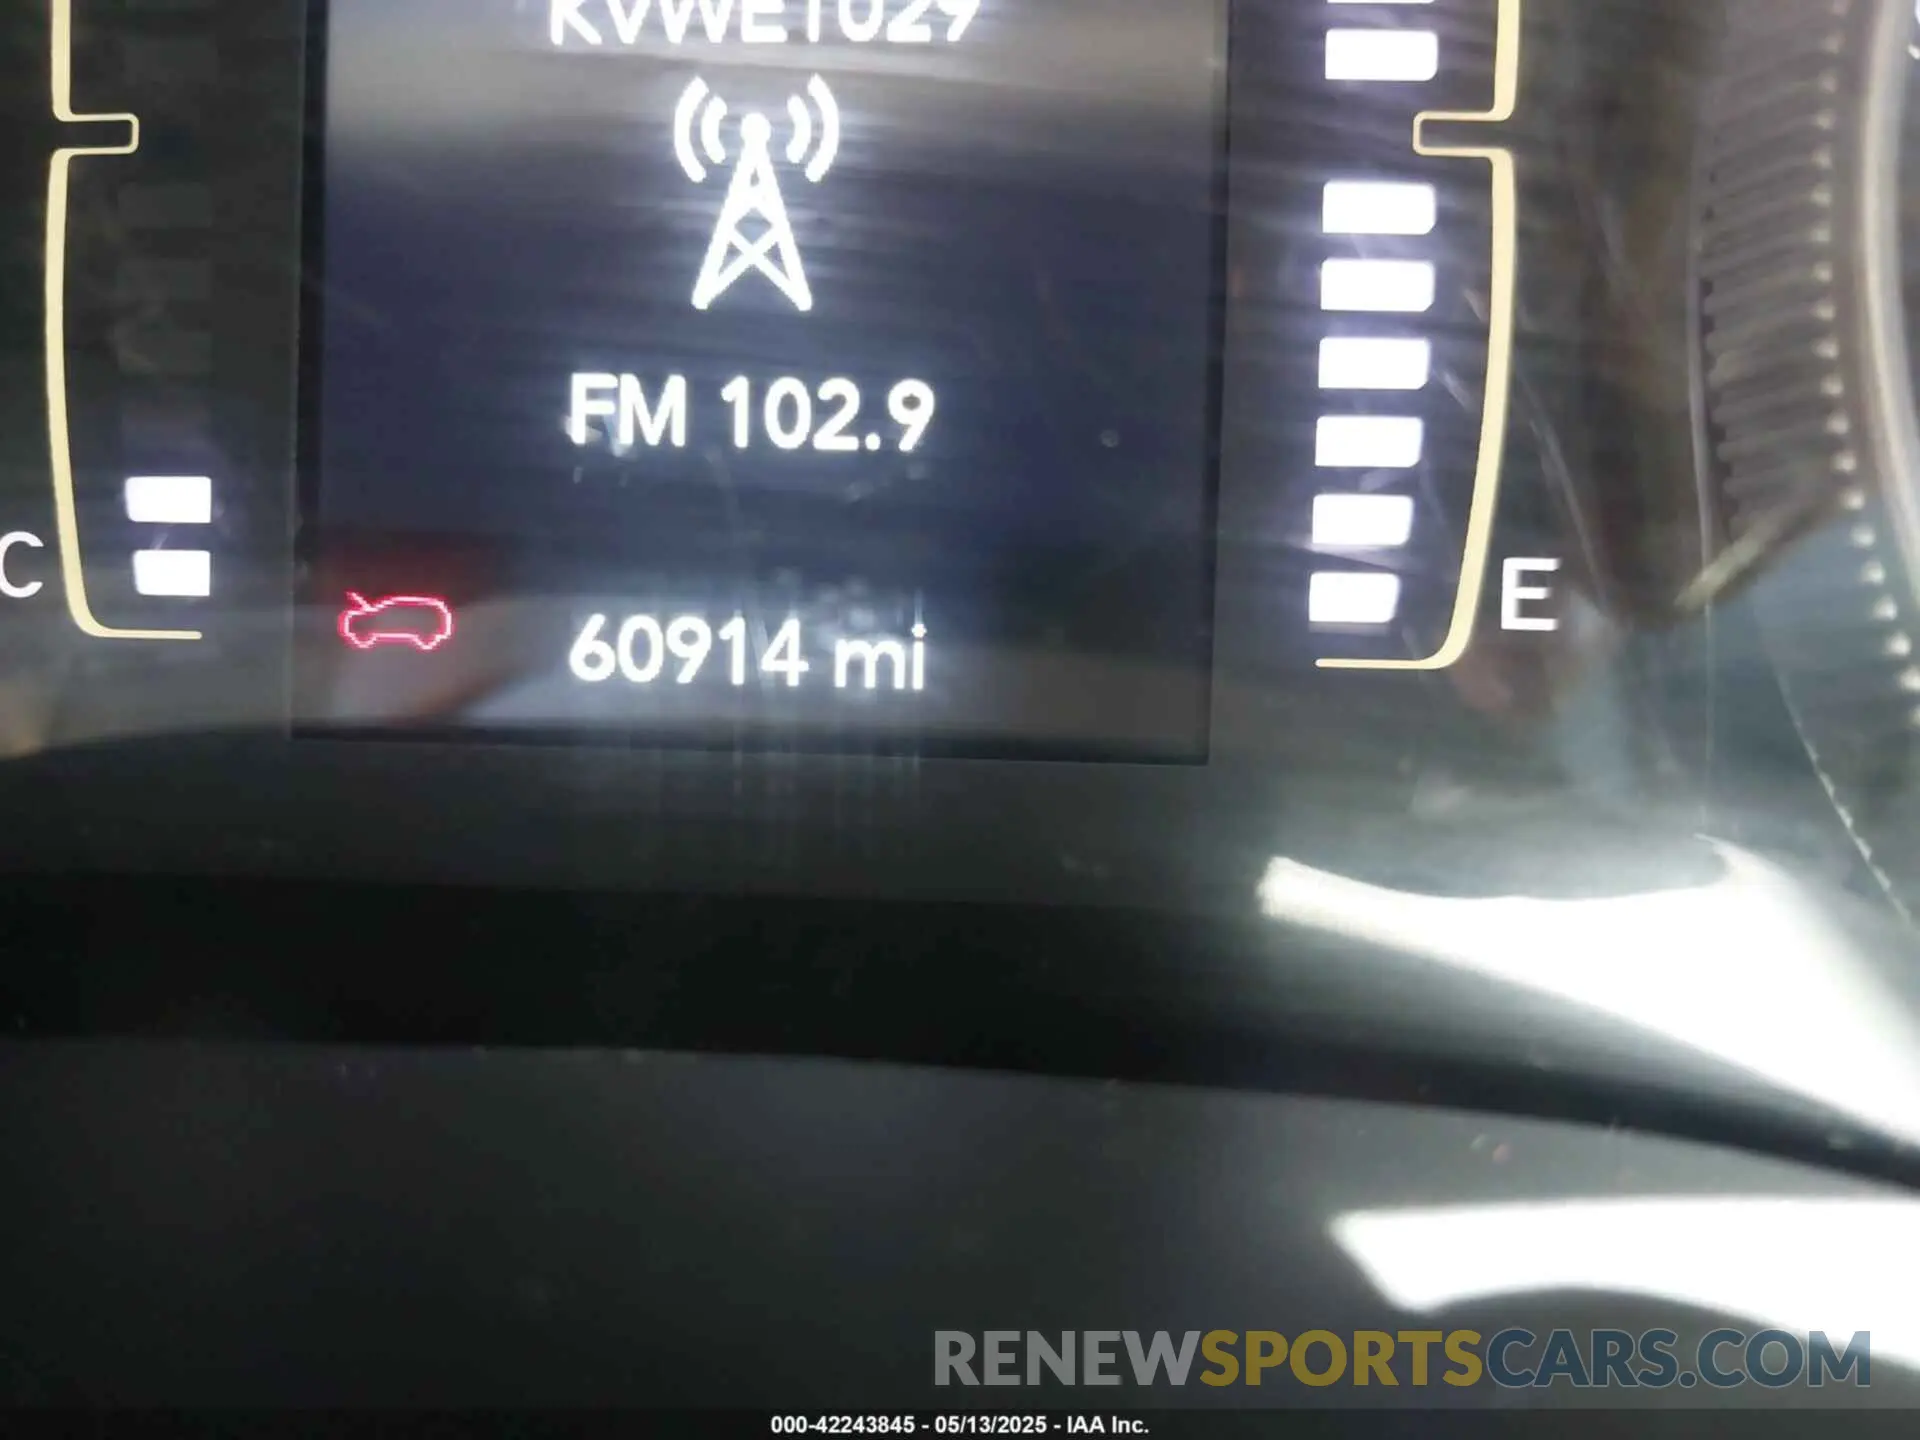 KVWE1029
FM 102.9
C
E
60914 mi
RENEWSPORTSCARS.COM
000-42243845 - 05/13/2025 - IAA Inc.